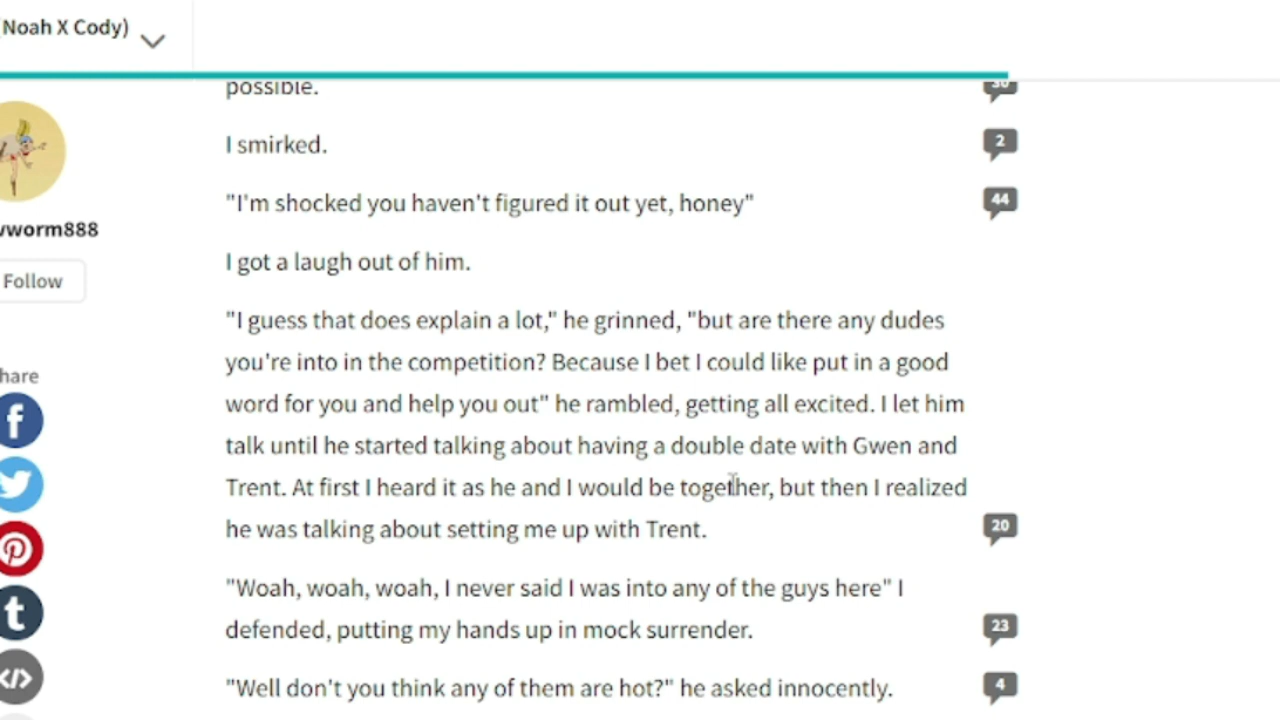 Noah X Cody)
possible.
I smirked.
2
"I'm shocked you haven't figured it out yet, honey"
44
I got a laugh out of him.
worm888
Follow
"I guess that does explain a lot," he grinned, "but are there any dudes
you're into in the competition? Because I bet I could like put in a good
word for you and help you out" he rambled, getting all excited. I let him
talk until he started talking about having a double date with Gwen and
Trent. At first I heard it as he and I would be together, but then I realized
he was talking about setting me up with Trent.
20
hare
"Woah, woah, woah, I never said I was into any of the guys here" I
defended, putting my hands up in mock surrender.
23
"Well don't you think any of them are hot?" he asked innocently.
4